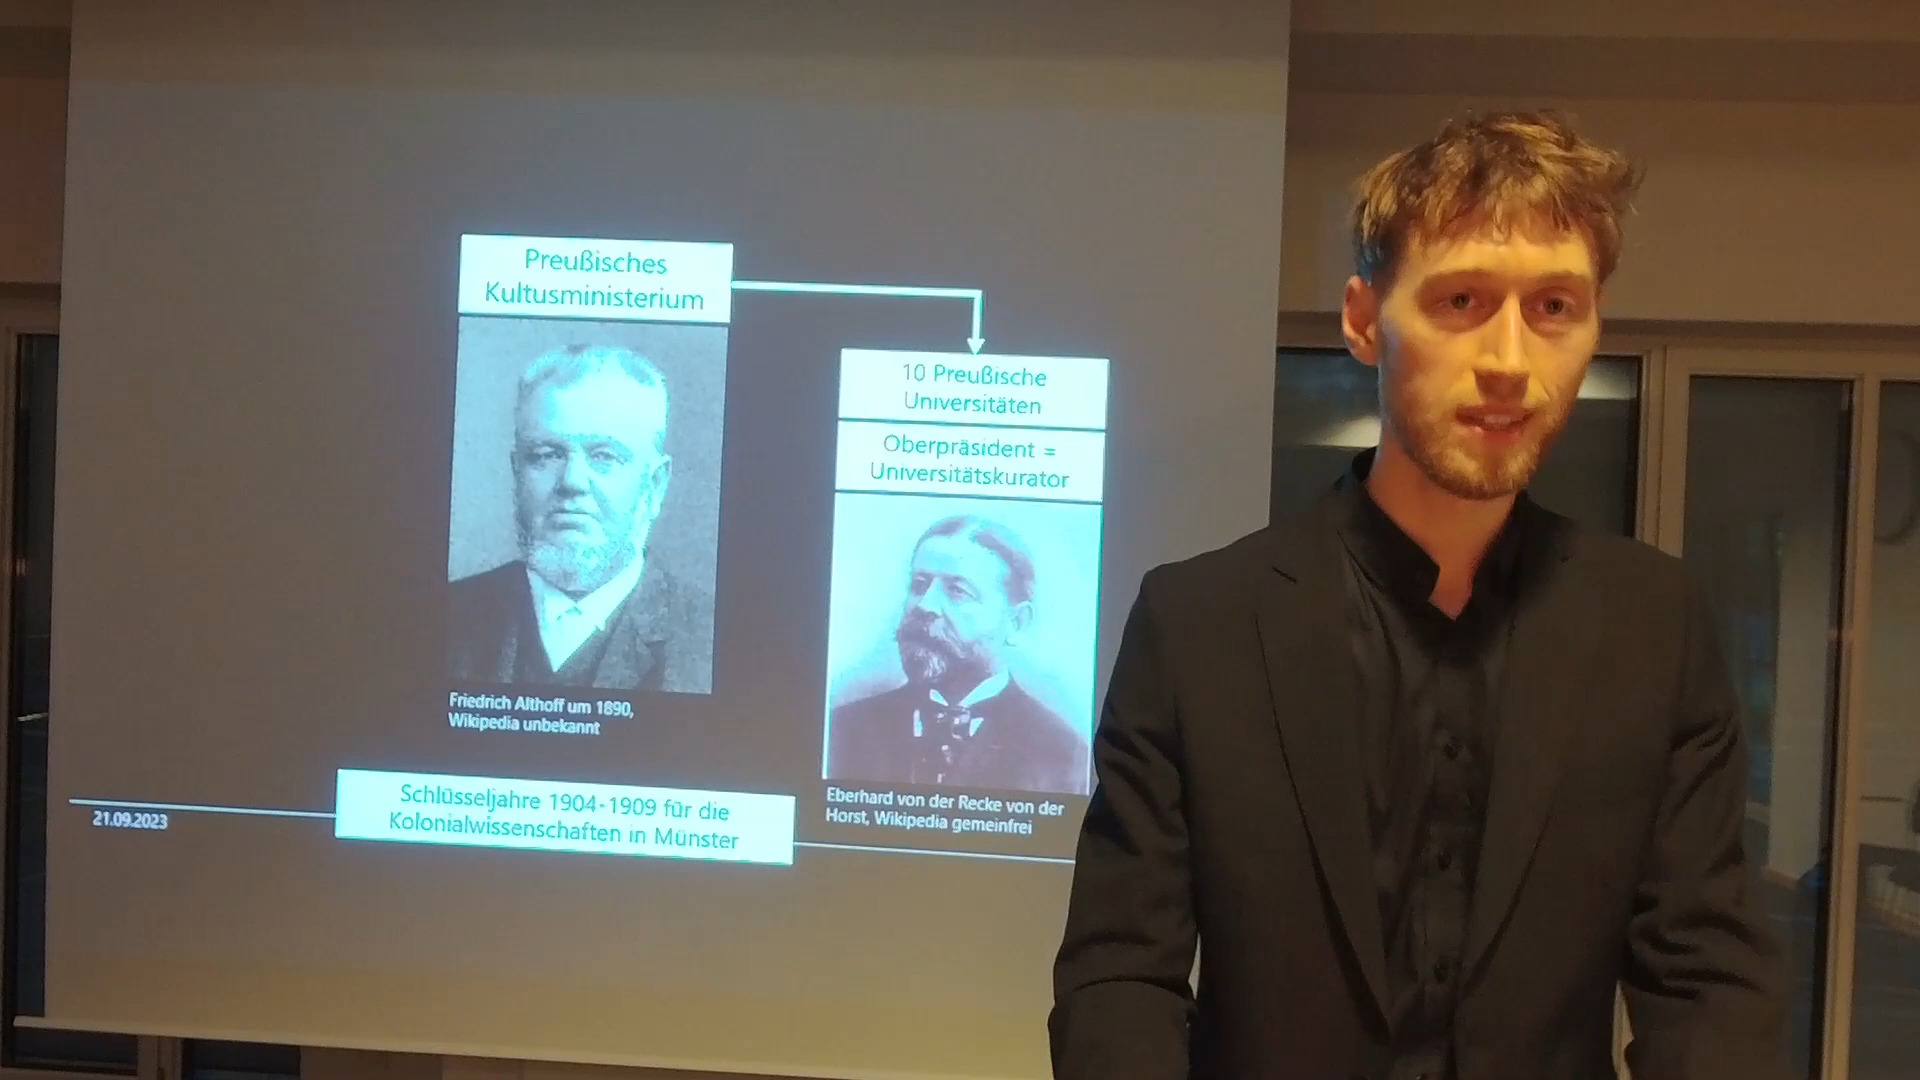 Preußisches
Kultusministerium
10 Preußische
Universitäten
Oberpräsident =
Universitätskurator
Friedrich Althoff um 1890,
Wikipedia unbekannt
Eberhard von der Recke von der
Horst, Wikipedia gemeinfrei
Schlüsseljahre 1904-1909 für die
Kolonialwissenschaften in Münster
21.09.2023